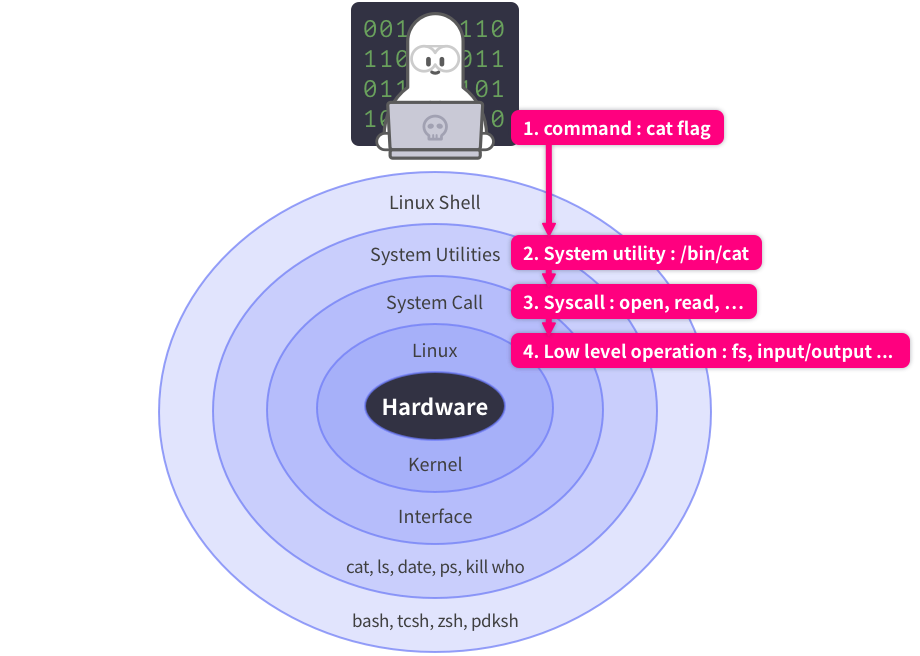 001 110
110 011
011 101
10 0
1. command : cat flag
Linux Shell
System Utilities
2. System utility : /bin/cat
System Call
3. Syscall : open, read, ...
Linux
4. Low level operation : fs, input/output ...
Hardware
Kernel
Interface
cat, ls, date, ps, kill who
bash, tcsh, zsh, pdksh